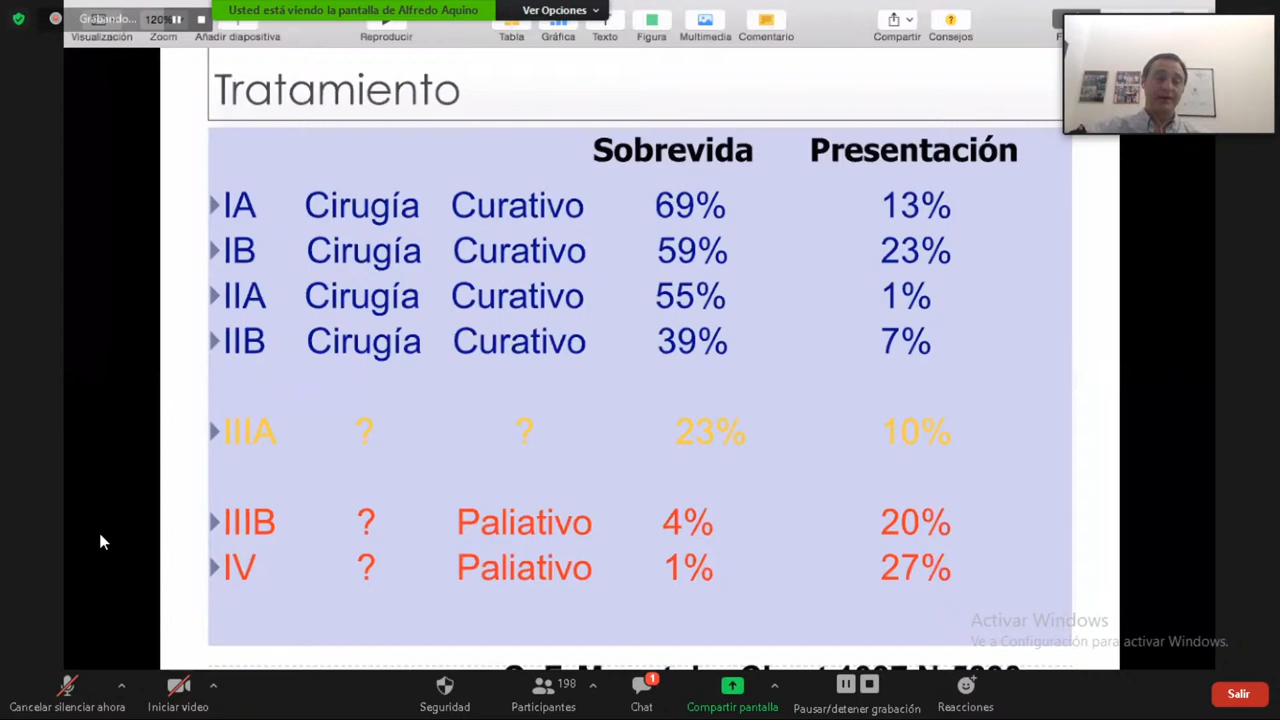 Grabando...
120%
Usted está viendo la pantalla de Alfredo Aquino
Ver Opciones
Visualización Zoom Añadir diapositiva Reproducir Tabla Gráfica Texto Figura Multimedia Comentario Compartir Consejos
Tratamiento
Sobrevida Presentación
IA Cirugía Curativo 69% 13%
IB Cirugía Curativo 59% 23%
IIA Cirugía Curativo 55% 1%
IIB Cirugía Curativo 39% 7%
IIIA ? ? 23% 10%
IIIB ? Paliativo 4% 20%
IV ? Paliativo 1% 27%
Activar Windows
Ve a Configuración para activar Windows.
198 1
Cancelar silenciar ahora Iniciar video Seguridad Participantes Chat Compartir pantalla Pausar/detener grabación Reacciones Salir